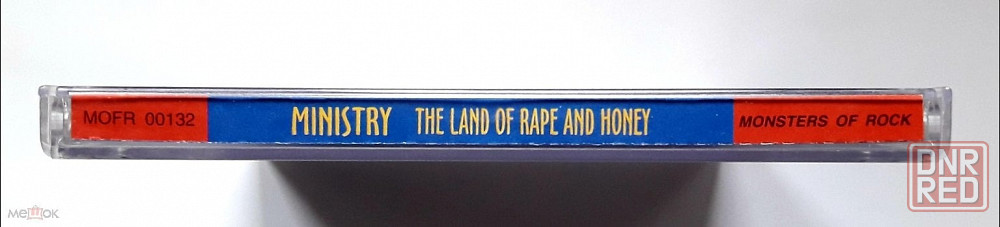 MOFR 00132 MINISTRY THE LAND OF RAPE AND HONEY MONSTERS OF ROCK
DNR
RED
Мешок